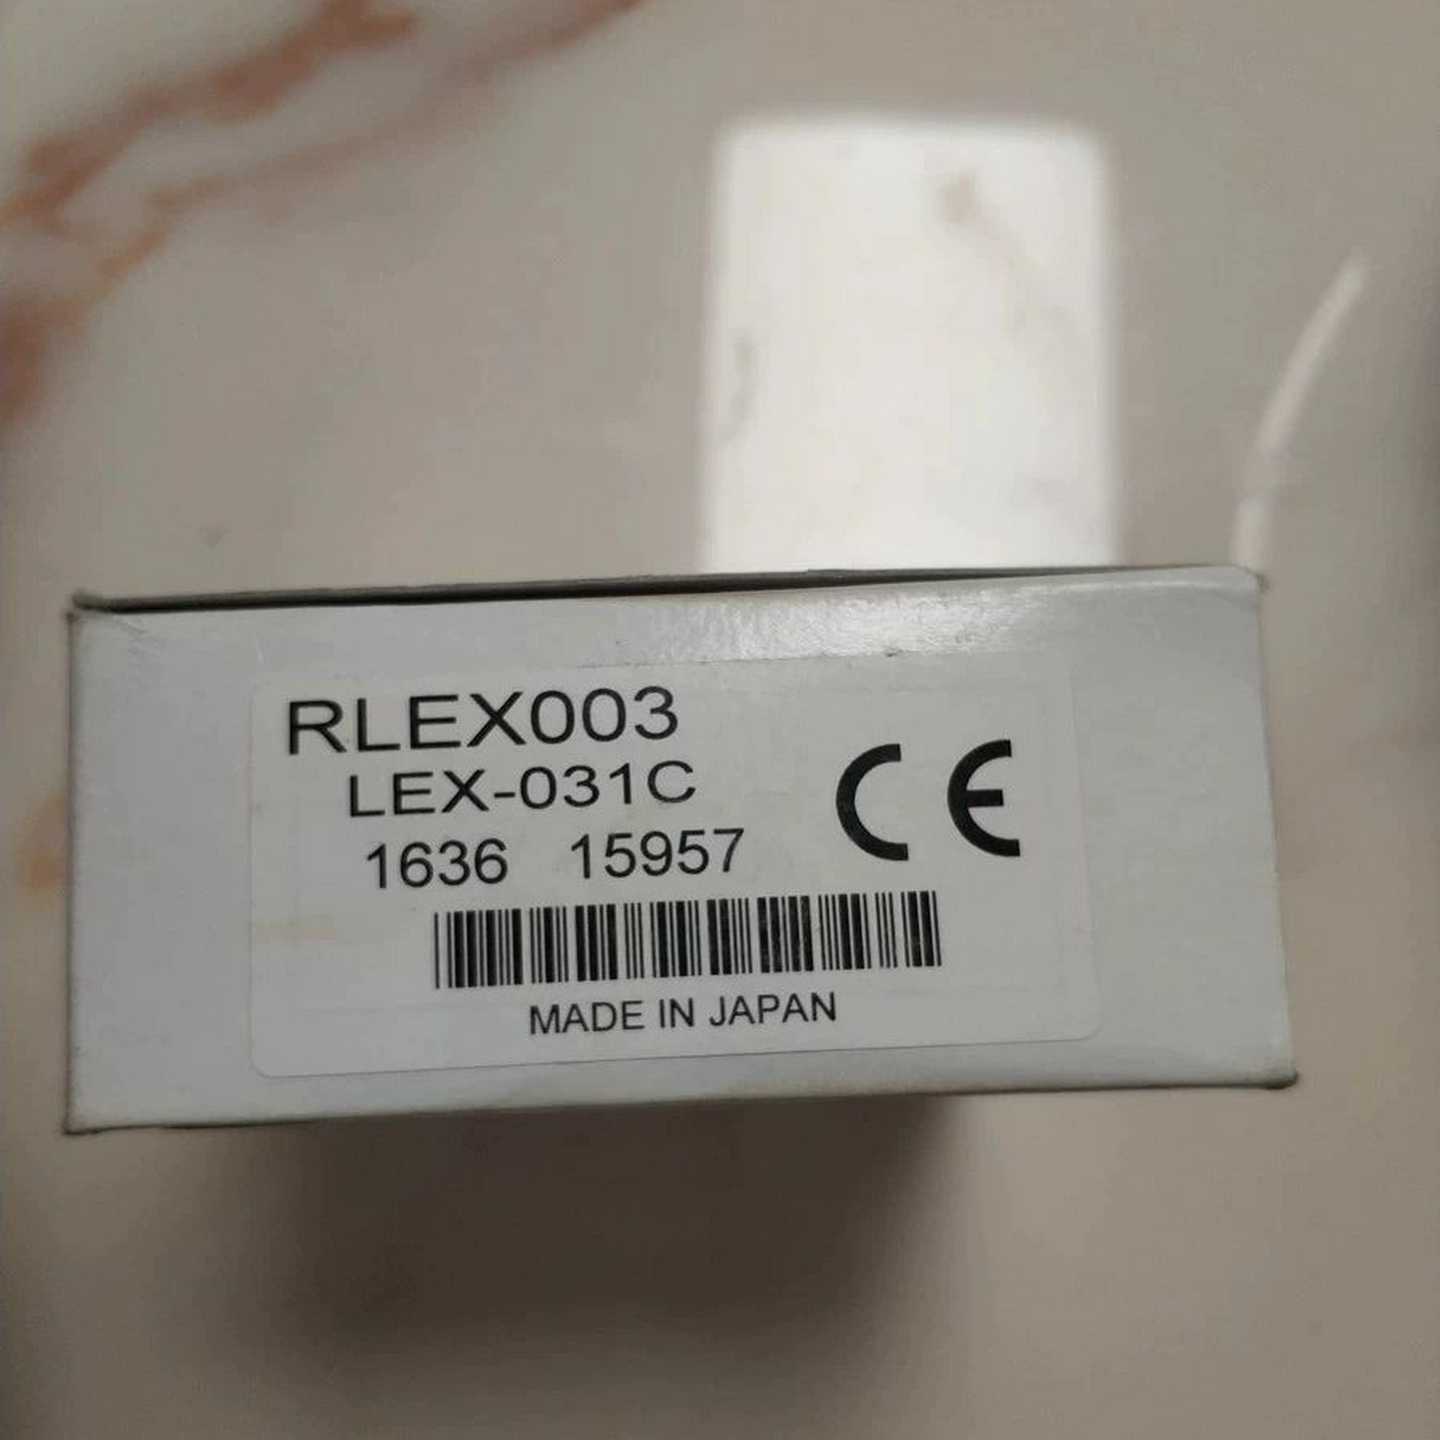 RLEX003
LEX-031C
1636 15957
CE
MADE IN JAPAN